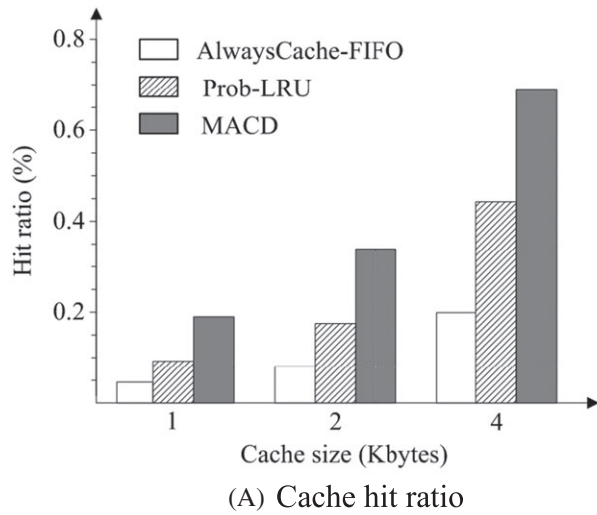 0.8
0.6
0.4
0.2
Hit ratio (%)
AlwaysCache-FIFO
Prob-LRU
MACD
1 2 4
Cache size (Kbytes)
(A) Cache hit ratio